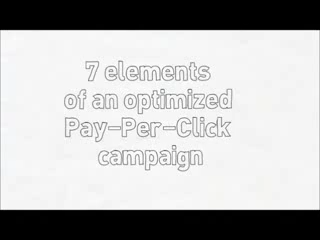 7 elements
of an optimized
Pay-Per-Click
campaign